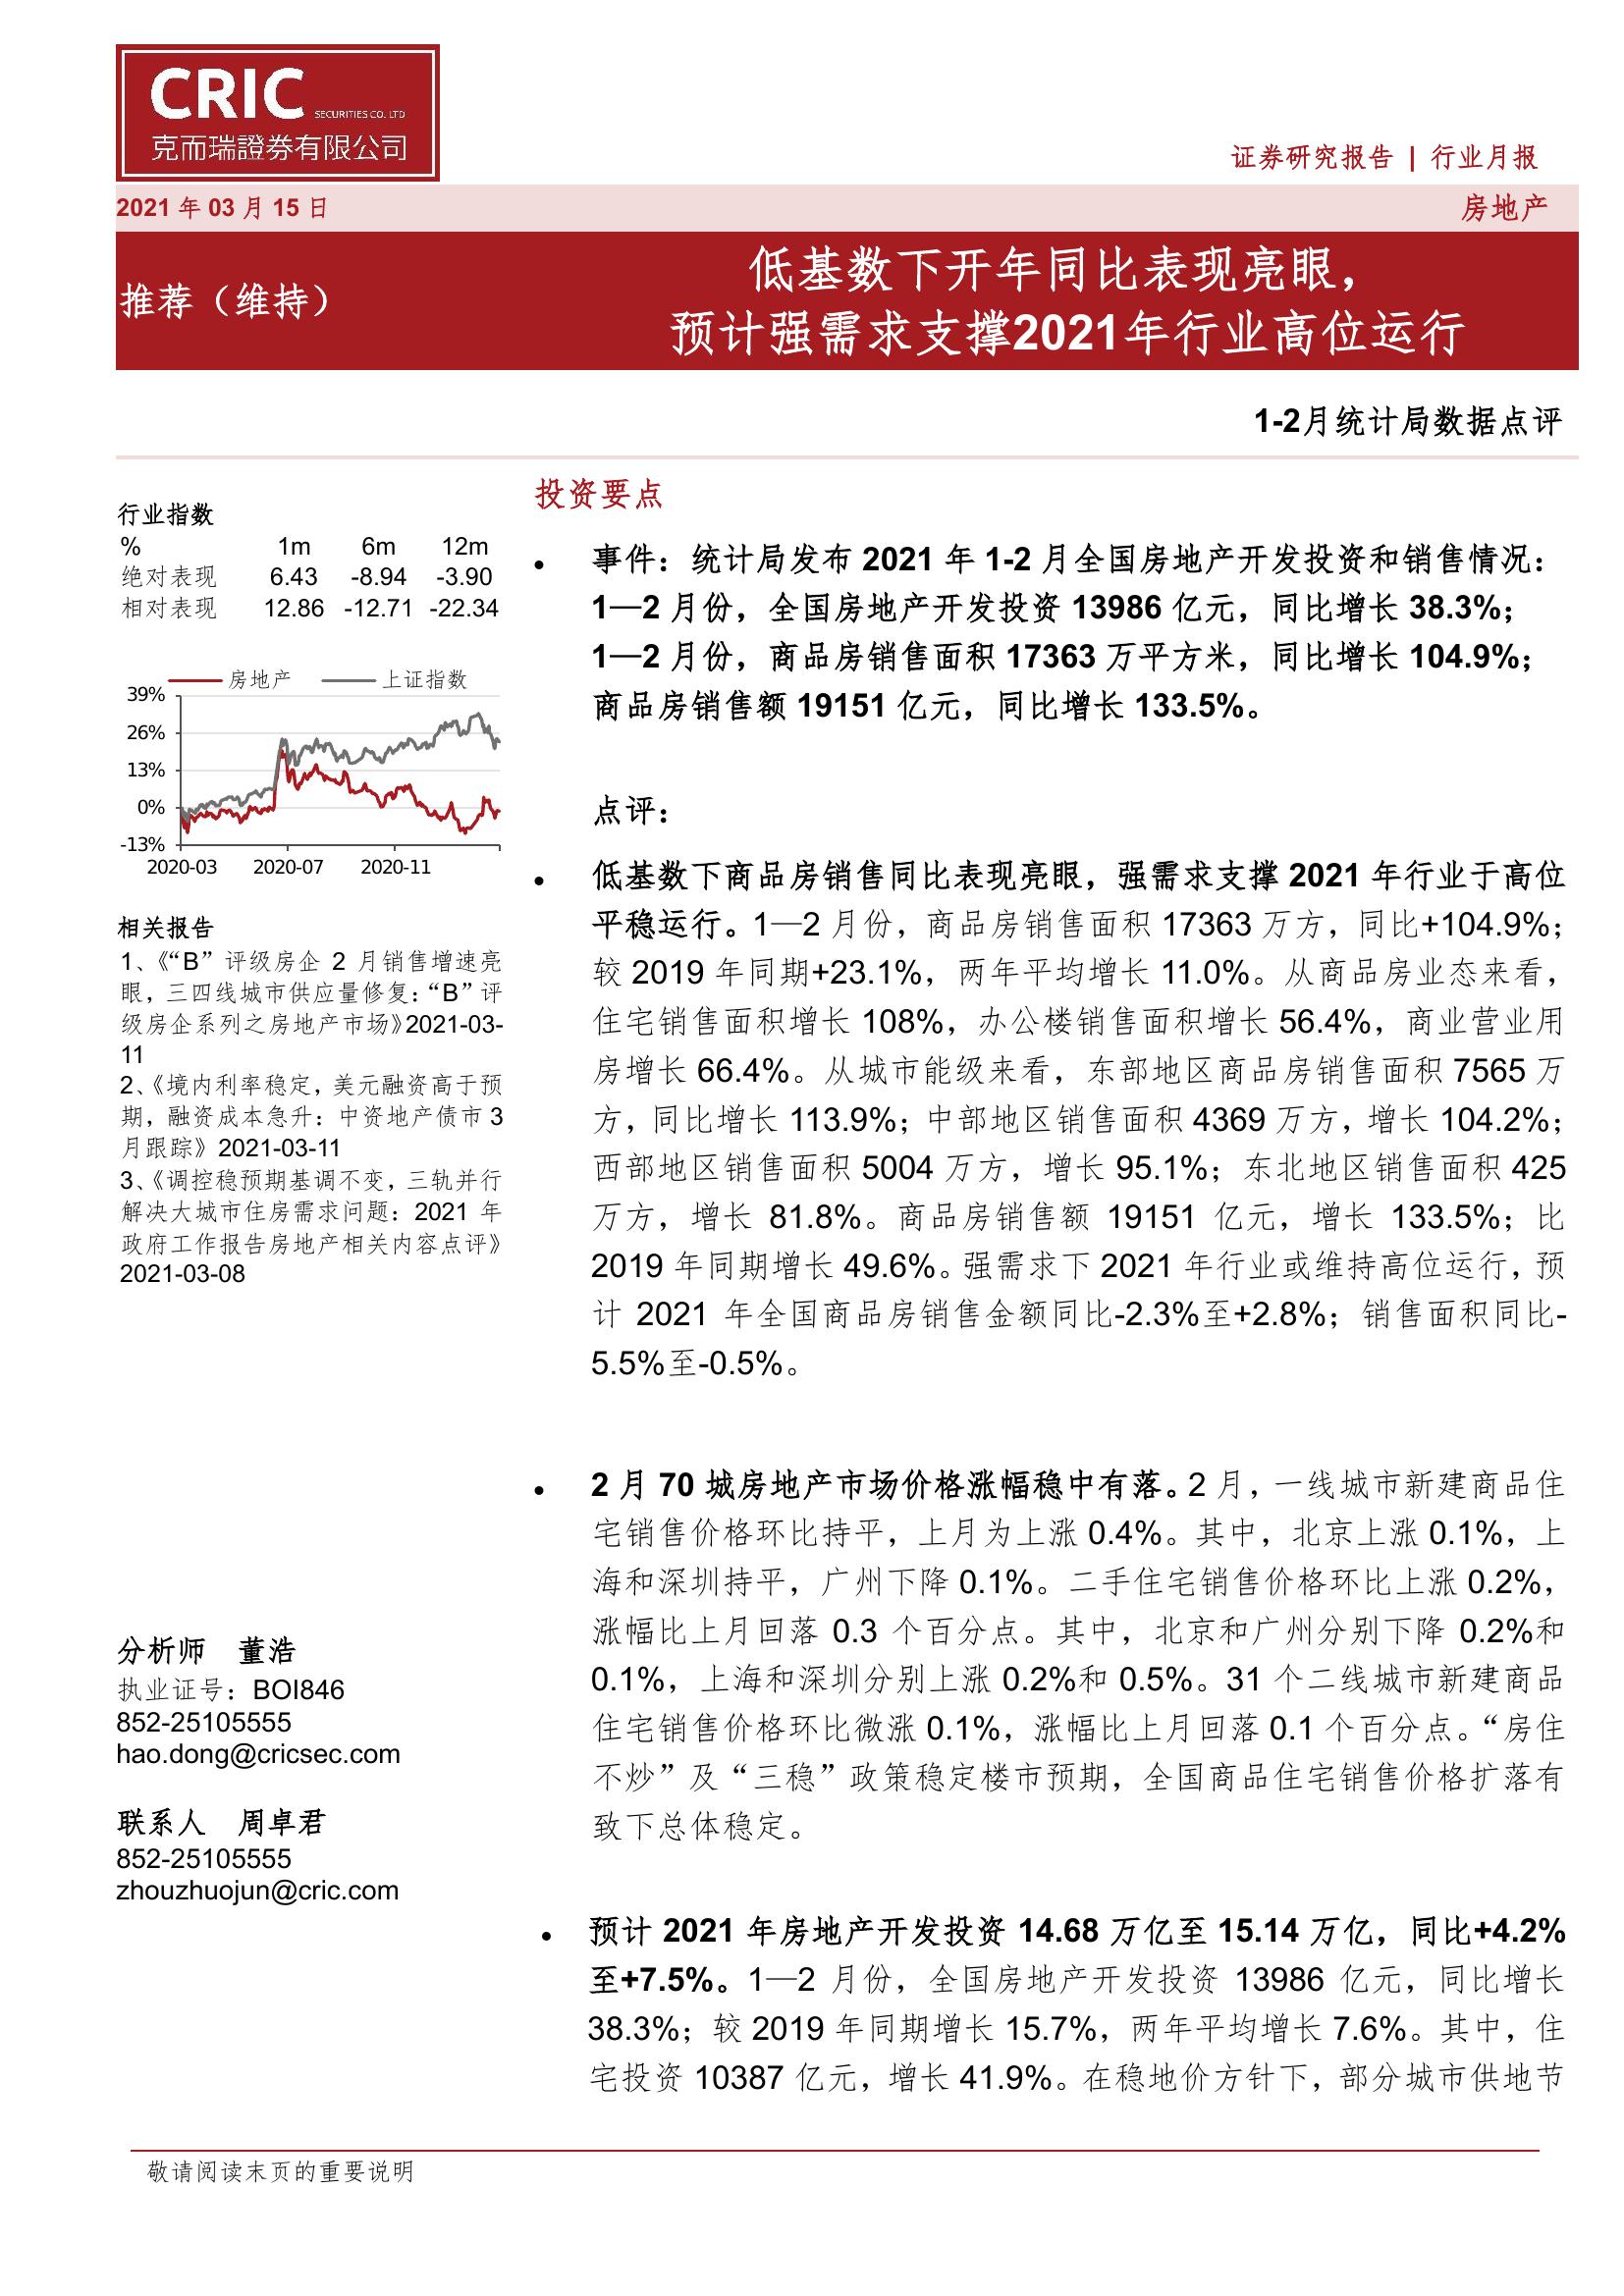 CRIC
SECURITIES CO. LTD
克而瑞證券有限公司
证券研究报告 | 行业月报
2021 年 03 月 15 日
房地产
推荐（维持）
低基数下开年同比表现亮眼，
预计强需求支撑2021年行业高位运行
1-2月统计局数据点评
行业指数
% 1m 6m 12m
绝对表现 6.43 -8.94 -3.90
相对表现 12.86 -12.71 -22.34
房地产 上证指数
39%
26%
13%
0%
-13%
2020-03 2020-07 2020-11
相关报告
1、《“B”评级房企 2 月销售增速亮
眼，三四线城市供应量修复：“B”评
级房企系列之房地产市场》2021-03-
11
2、《境内利率稳定，美元融资高于预
期，融资成本急升：中资地产债市 3
月跟踪》2021-03-11
3、《调控稳预期基调不变，三轨并行
解决大城市住房需求问题：2021 年
政府工作报告房地产相关内容点评》
2021-03-08
分析师 董浩
执业证号：BOI846
852-25105555
hao.dong@cricsec.com
联系人 周卓君
852-25105555
zhouzhuojun@cric.com
投资要点
• 事件：统计局发布 2021 年 1-2 月全国房地产开发投资和销售情况：
1—2 月份，全国房地产开发投资 13986 亿元，同比增长 38.3%；
1—2 月份，商品房销售面积 17363 万平方米，同比增长 104.9%；
商品房销售额 19151 亿元，同比增长 133.5%。
点评：
• 低基数下商品房销售同比表现亮眼，强需求支撑 2021 年行业于高位
平稳运行。1—2 月份，商品房销售面积 17363 万方，同比+104.9%；
较 2019 年同期+23.1%，两年平均增长 11.0%。从商品房业态来看，
住宅销售面积增长 108%，办公楼销售面积增长 56.4%，商业营业用
房增长 66.4%。从城市能级来看，东部地区商品房销售面积 7565 万
方，同比增长 113.9%；中部地区销售面积 4369 万方，增长 104.2%；
西部地区销售面积 5004 万方，增长 95.1%；东北地区销售面积 425
万方，增长 81.8%。商品房销售额 19151 亿元，增长 133.5%；比
2019 年同期增长 49.6%。强需求下 2021 年行业或维持高位运行，预
计 2021 年全国商品房销售金额同比-2.3%至+2.8%；销售面积同比-
5.5%至-0.5%。
• 2 月 70 城房地产市场价格涨幅稳中有落。2 月，一线城市新建商品住
宅销售价格环比持平，上月为上涨 0.4%。其中，北京上涨 0.1%，上
海和深圳持平，广州下降 0.1%。二手住宅销售价格环比上涨 0.2%，
涨幅比上月回落 0.3 个百分点。其中，北京和广州分别下降 0.2%和
0.1%，上海和深圳分别上涨 0.2%和 0.5%。31 个二线城市新建商品
住宅销售价格环比微涨 0.1%，涨幅比上月回落 0.1 个百分点。“房住
不炒”及“三稳”政策稳定楼市预期，全国商品住宅销售价格扩落有
致下总体稳定。
• 预计 2021 年房地产开发投资 14.68 万亿至 15.14 万亿，同比+4.2%
至+7.5%。1—2 月份，全国房地产开发投资 13986 亿元，同比增长
38.3%；较 2019 年同期增长 15.7%，两年平均增长 7.6%。其中，住
宅投资 10387 亿元，增长 41.9%。在稳地价方针下，部分城市供地节
敬请阅读末页的重要说明